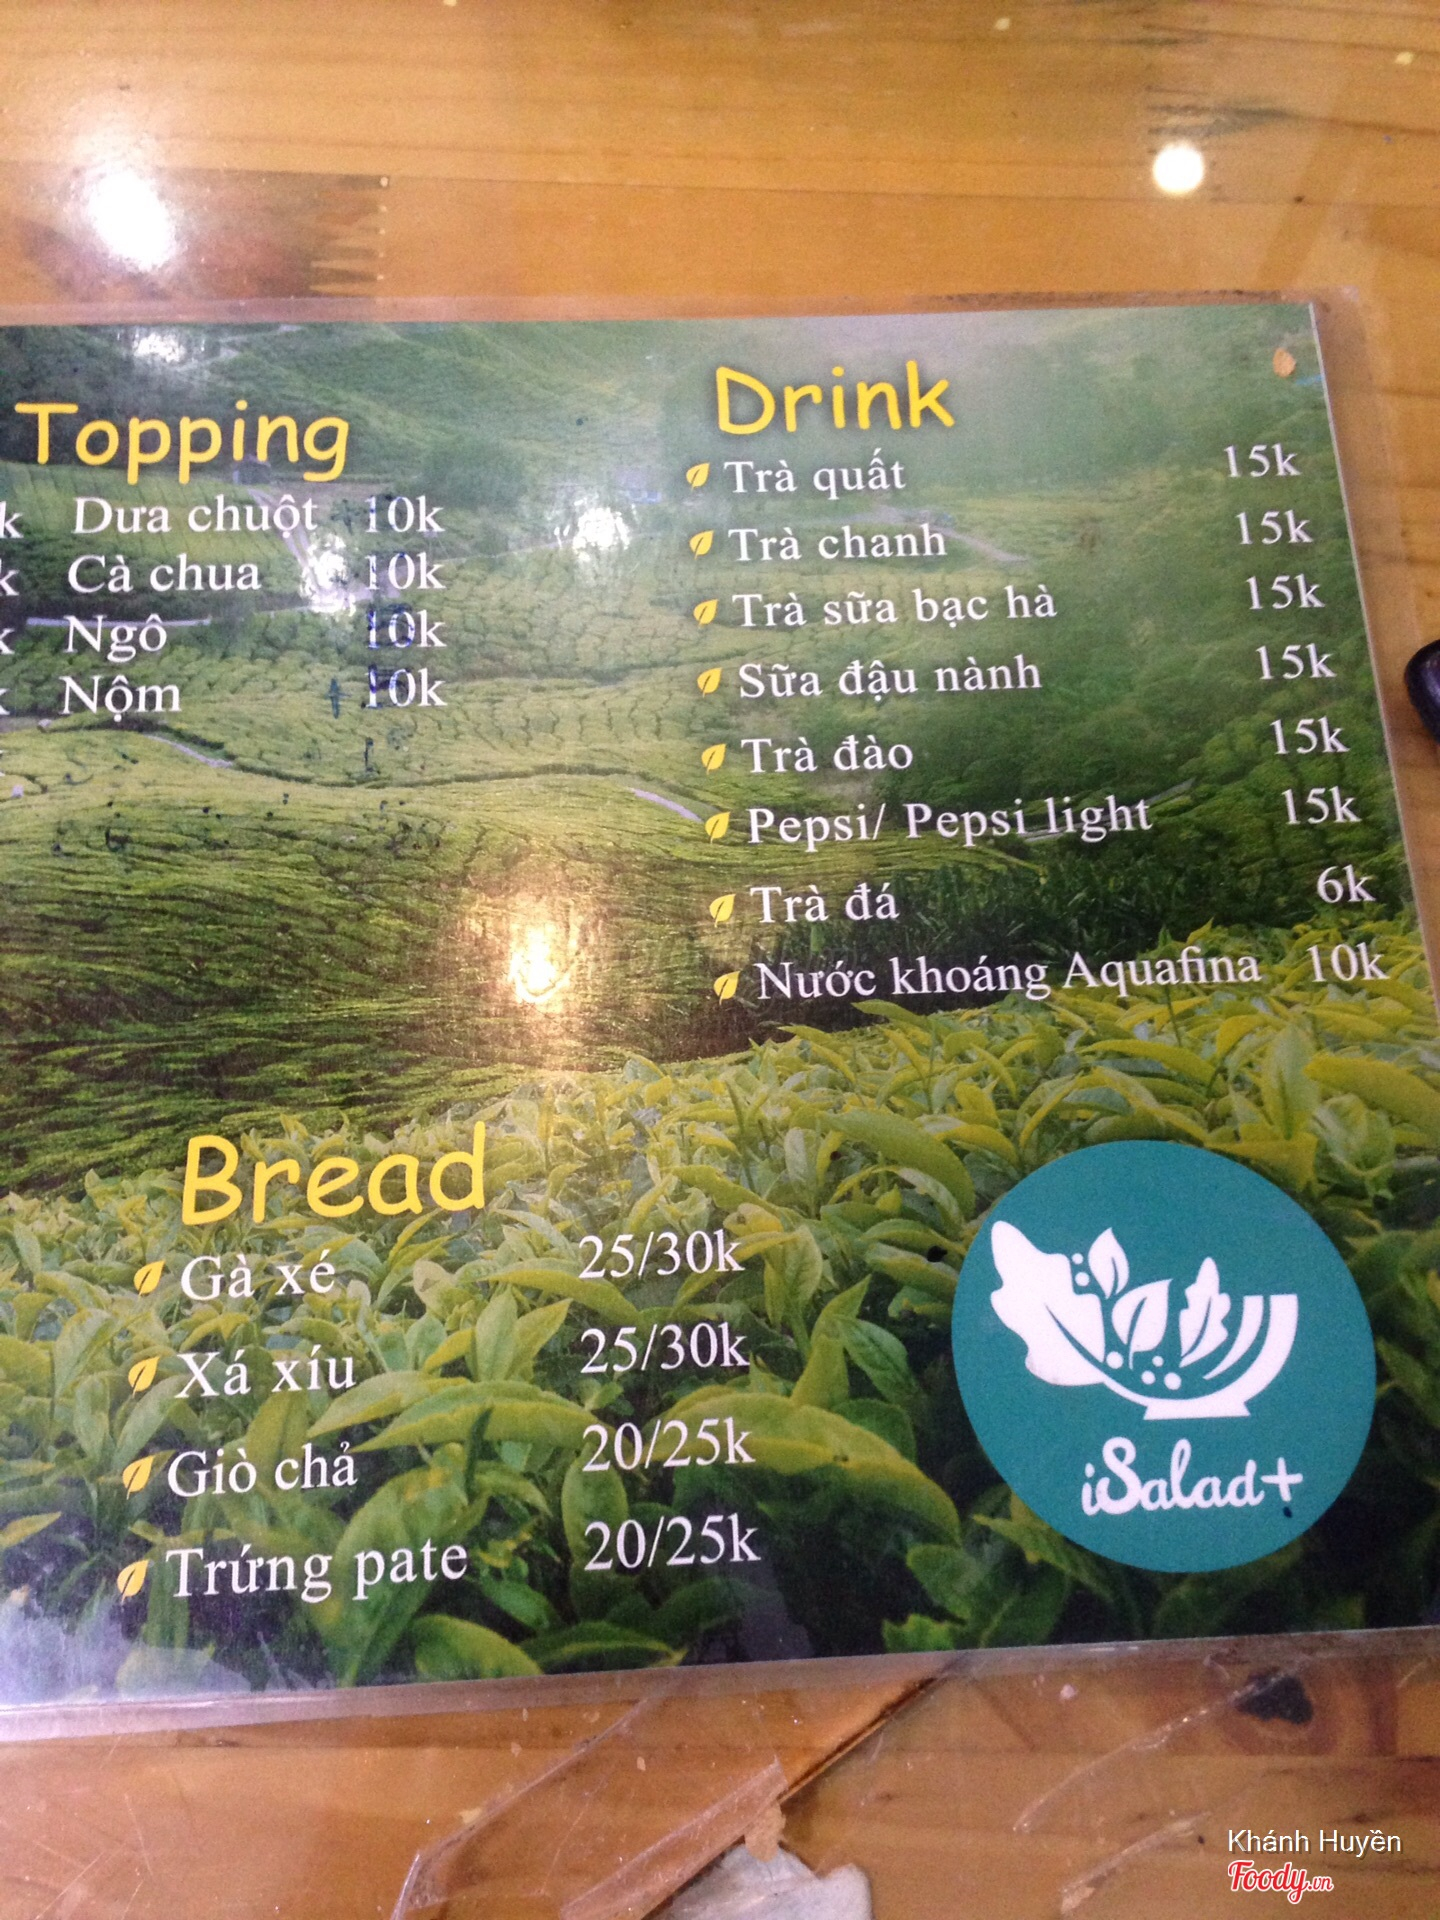 Topping
k Dưa chuột 10k
k Cà chua 10k
k Ngô 10k
k Nộm 10k
Drink
Trà quất 15k
Trà chanh 15k
Trà sữa bạc hà 15k
Sữa đậu nành 15k
Trà đào 15k
Pepsi/ Pepsi light 15k
Trà đá 6k
Nước khoáng Aquafina 10k
Bread
Gà xé 25/30k
Xá xíu 25/30k
Giò chả 20/25k
Trứng pate 20/25k
iSalad+
Khánh Huyền
Foody.vn